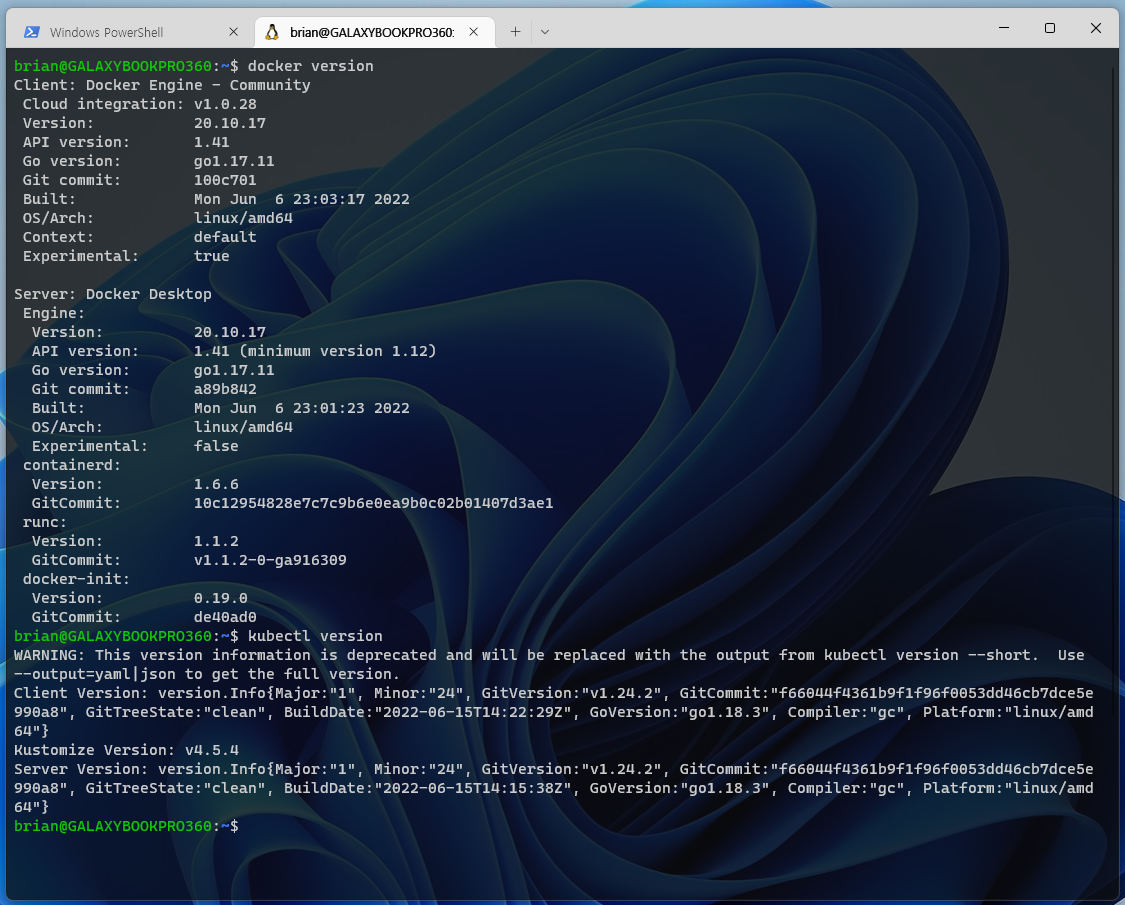 Windows PowerShell
brian@GALAXYBOOKPRO360:
brian@GALAXYBOOKPRO360:~$ docker version
Client: Docker Engine - Community
 Cloud integration: v1.0.28
 Version:           20.10.17
 API version:       1.41
 Go version:        go1.17.11
 Git commit:        100c701
 Built:             Mon Jun  6 23:03:17 2022
 OS/Arch:           linux/amd64
 Context:           default
 Experimental:      true

Server: Docker Desktop
 Engine:
  Version:          20.10.17
  API version:      1.41 (minimum version 1.12)
  Go version:       go1.17.11
  Git commit:       a89b842
  Built:            Mon Jun  6 23:01:23 2022
  OS/Arch:          linux/amd64
  Experimental:     false
 containerd:
  Version:          1.6.6
  GitCommit:        10c12954828e7c7c9b6e0ea9b0c02b01407d3ae1
 runc:
  Version:          1.1.2
  GitCommit:        v1.1.2-0-ga916309
 docker-init:
  Version:          0.19.0
  GitCommit:        de40ad0
brian@GALAXYBOOKPRO360:~$ kubectl version
WARNING: This version information is deprecated and will be replaced with the output from kubectl version --short.  Use
--output=yaml|json to get the full version.
Client Version: version.Info{Major:"1", Minor:"24", GitVersion:"v1.24.2", GitCommit:"f66044f4361b9f1f96f0053dd46cb7dce5e
990a8", GitTreeState:"clean", BuildDate:"2022-06-15T14:22:29Z", GoVersion:"go1.18.3", Compiler:"gc", Platform:"linux/amd
64"}
Kustomize Version: v4.5.4
Server Version: version.Info{Major:"1", Minor:"24", GitVersion:"v1.24.2", GitCommit:"f66044f4361b9f1f96f0053dd46cb7dce5e
990a8", GitTreeState:"clean", BuildDate:"2022-06-15T14:15:38Z", GoVersion:"go1.18.3", Compiler:"gc", Platform:"linux/amd
64"}
brian@GALAXYBOOKPRO360:~$